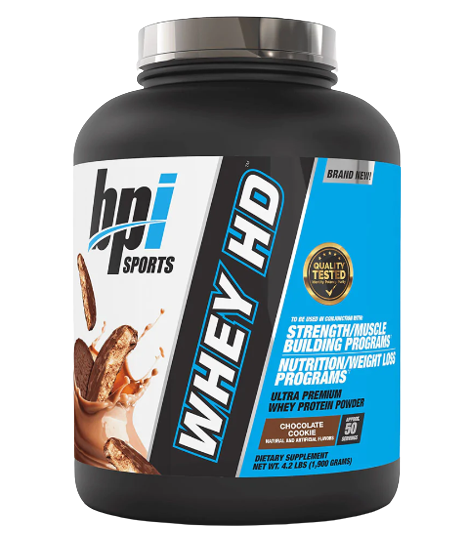 bpi
SPORTS
WHEY HD
BRAND NEW!
QUALITY
TESTED
TO BE USED IN CONJUNCTION WITH
STRENGTH/MUSCLE
BUILDING PROGRAMS
NUTRITION/WEIGHT LOSS
PROGRAMS
ULTRA PREMIUM
WHEY PROTEIN POWDER
CHOCOLATE
COOKIE
NATURAL AND ARTIFICIAL FLAVORS
APPROX.
50
SERVINGS
DIETARY SUPPLEMENT
NET WT. 4.2 LBS (1,900 GRAMS)